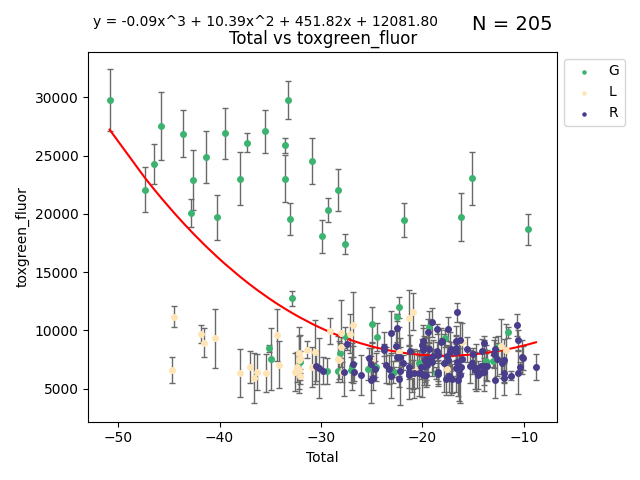 y = -0.09x^3 + 10.39x^2 + 451.82x + 12081.80
N = 205
Total vs toxgreen_fluor
G
L
R
30000
25000
20000
15000
10000
5000
toxgreen_fluor
−50
−40
−30
−20
−10
Total